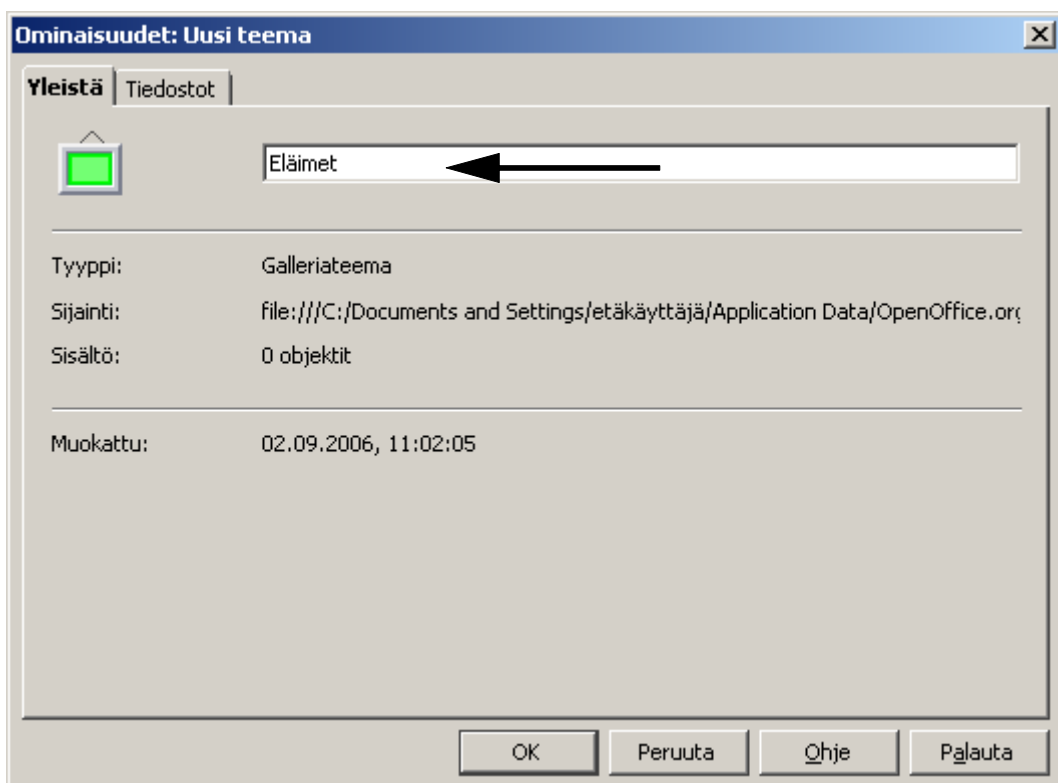 Ominaisuudet: Uusi teema
Yleistä Tiedostot
Eläimet
Tyyppi: Galleriateema
Sijainti: file:///C:/Documents and Settings/etäkäyttäjä/Application Data/OpenOffice.org
Sisältö: 0 objektit
Muokattu: 02.09.2006, 11:02:05
OK Peruuta Ohje Palauta